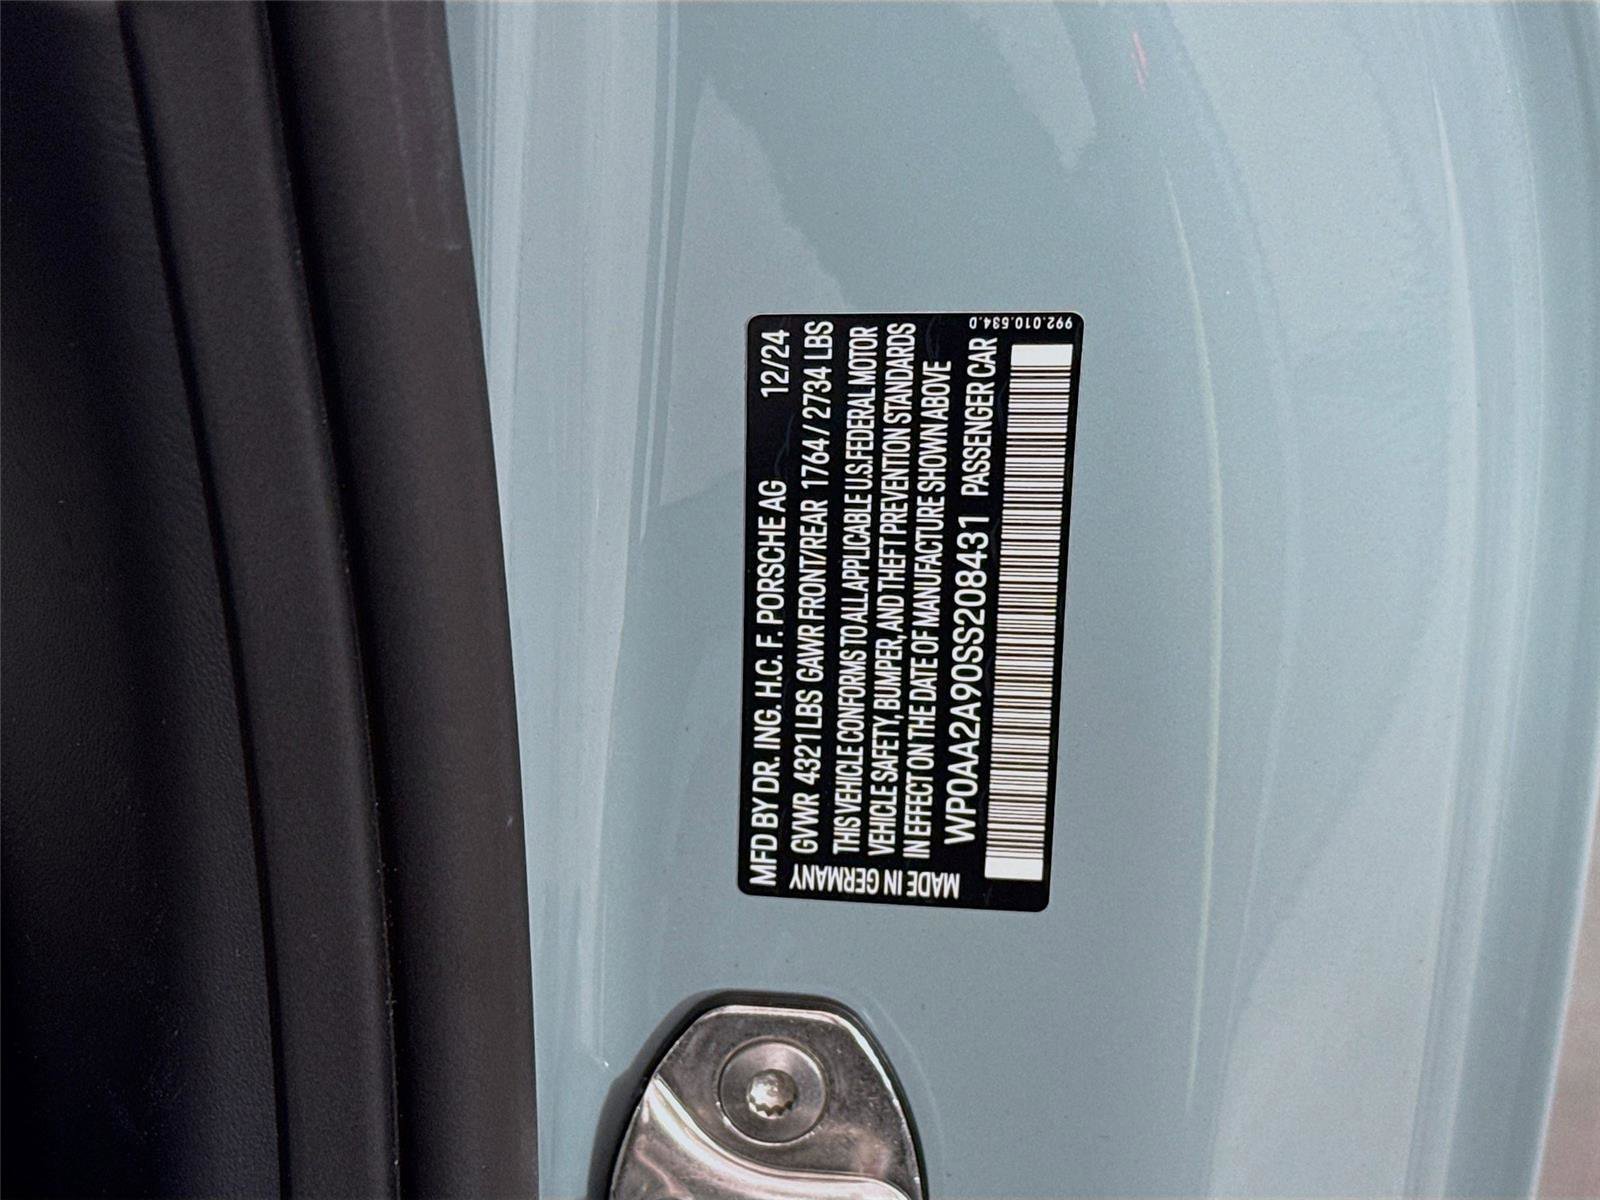 MFD BY DR. ING. H.C. F. PORSCHE AG 12/24
GVWR 4321 LBS GAWR FRONT/REAR 1764 / 2734 LBS
THIS VEHICLE CONFORMS TO ALL APPLICABLE U.S. FEDERAL MOTOR
VEHICLE SAFETY, BUMPER, AND THEFT PREVENTION STANDARDS
IN EFFECT ON THE DATE OF MANUFACTURE SHOWN ABOVE
WP0AA2A90SS208431 PASSENGER CAR
MADE IN GERMANY
992.010.534.D